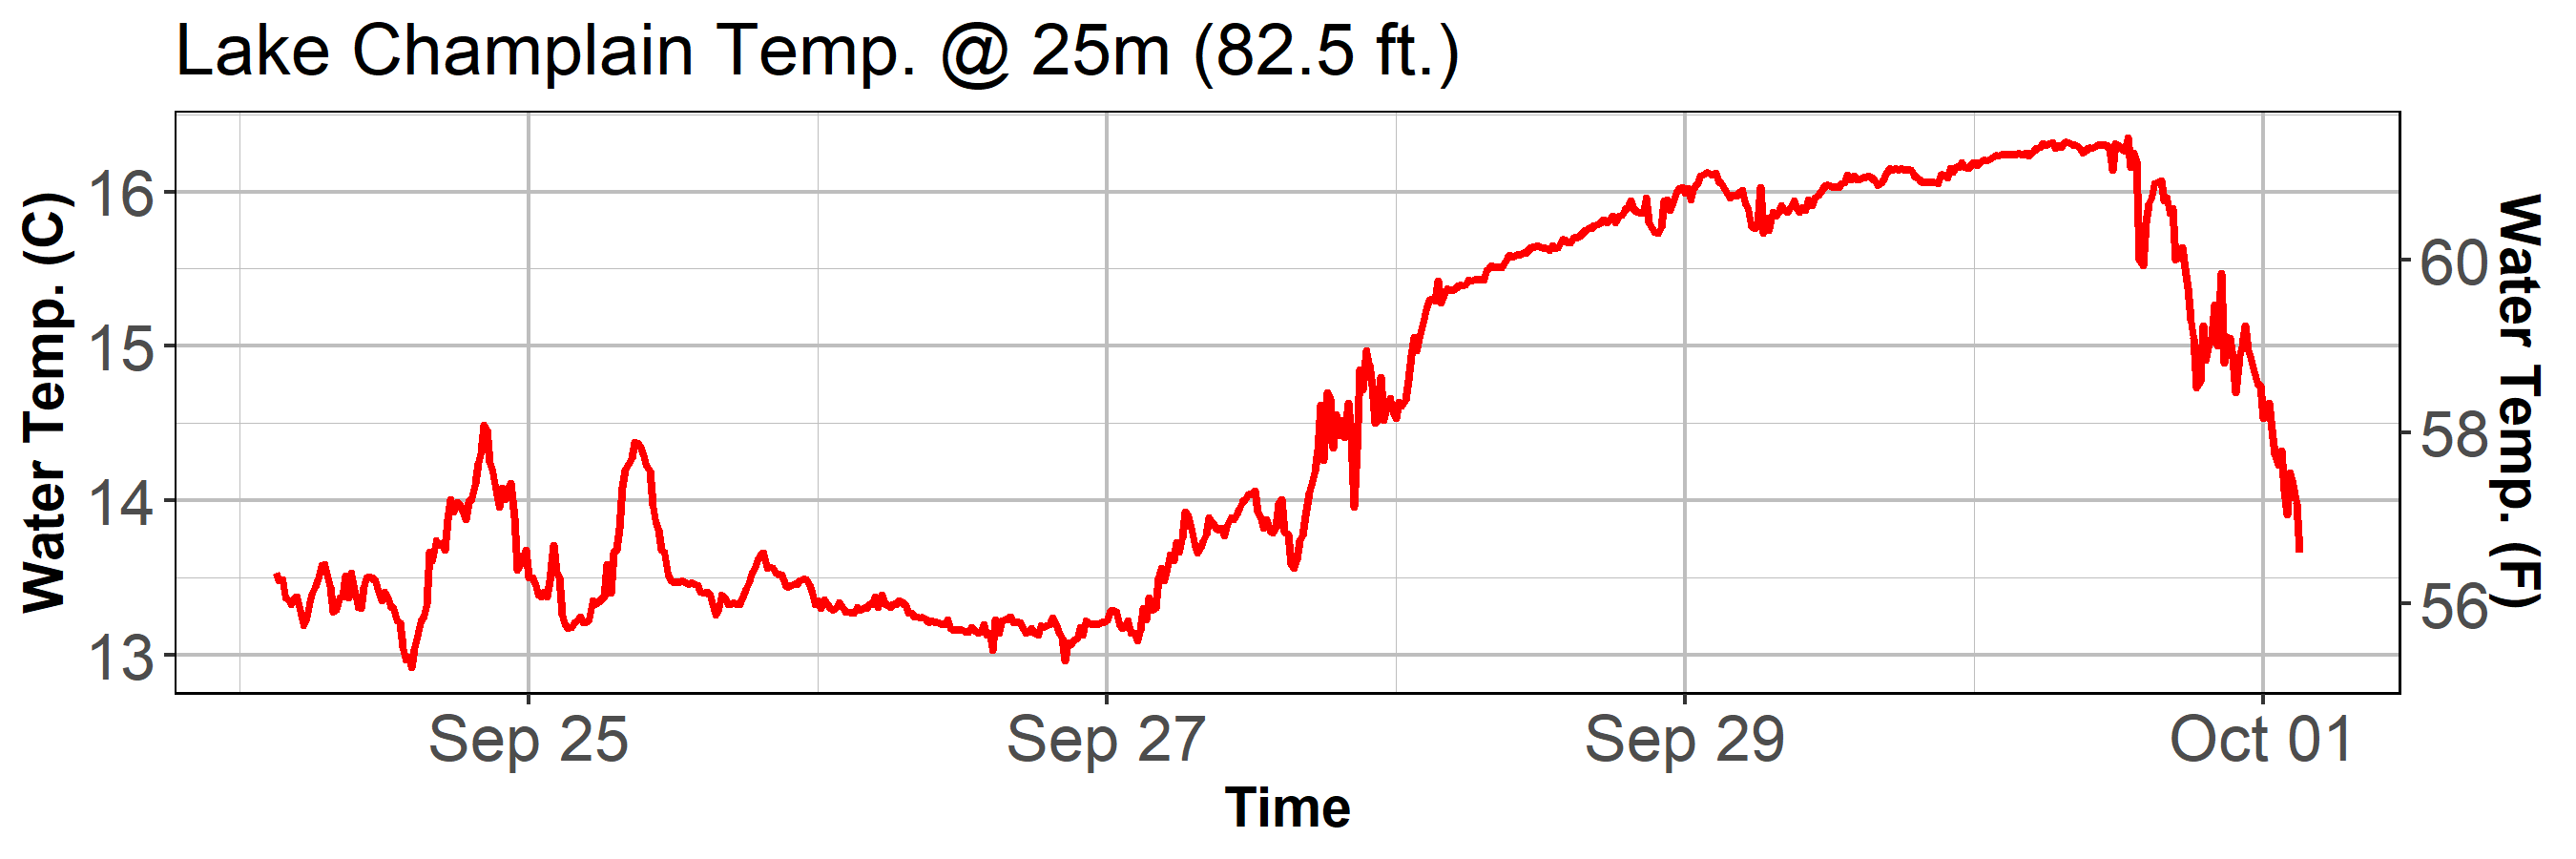 Lake Champlain Temp. @ 25m (82.5 ft.)
Water Temp. (C)
16
15
14
13
60
58
56
Water Temp. (F)
Sep 25 Sep 27 Sep 29 Oct 01
Time